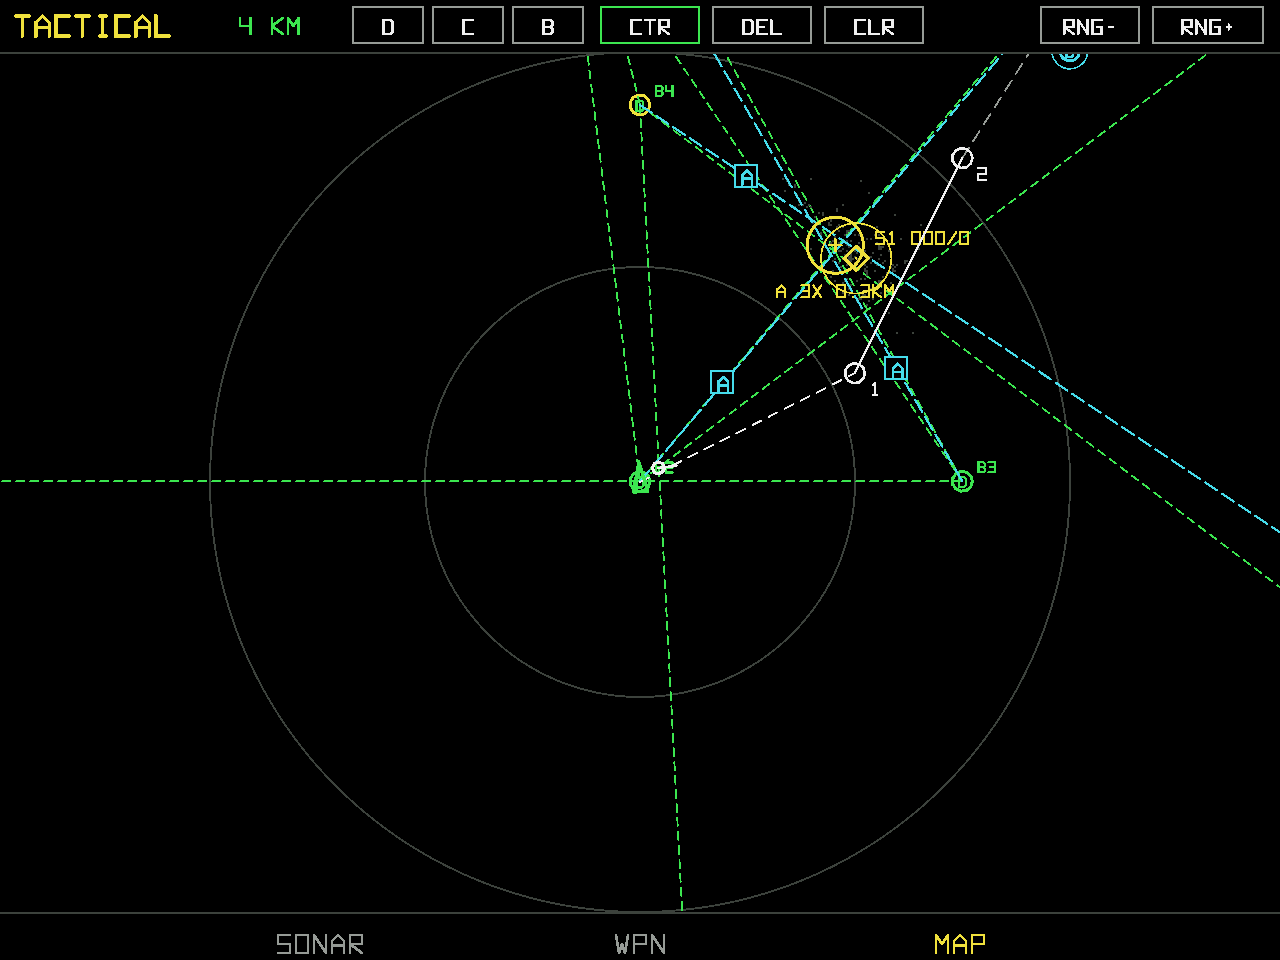 TACTICAL 4 KM D C B CTR DEL CLR RNG- RNG+
B4
A
2
S1 000/0
A 3X 0.3KM
A
A
1
B3
SONAR WPN MAP